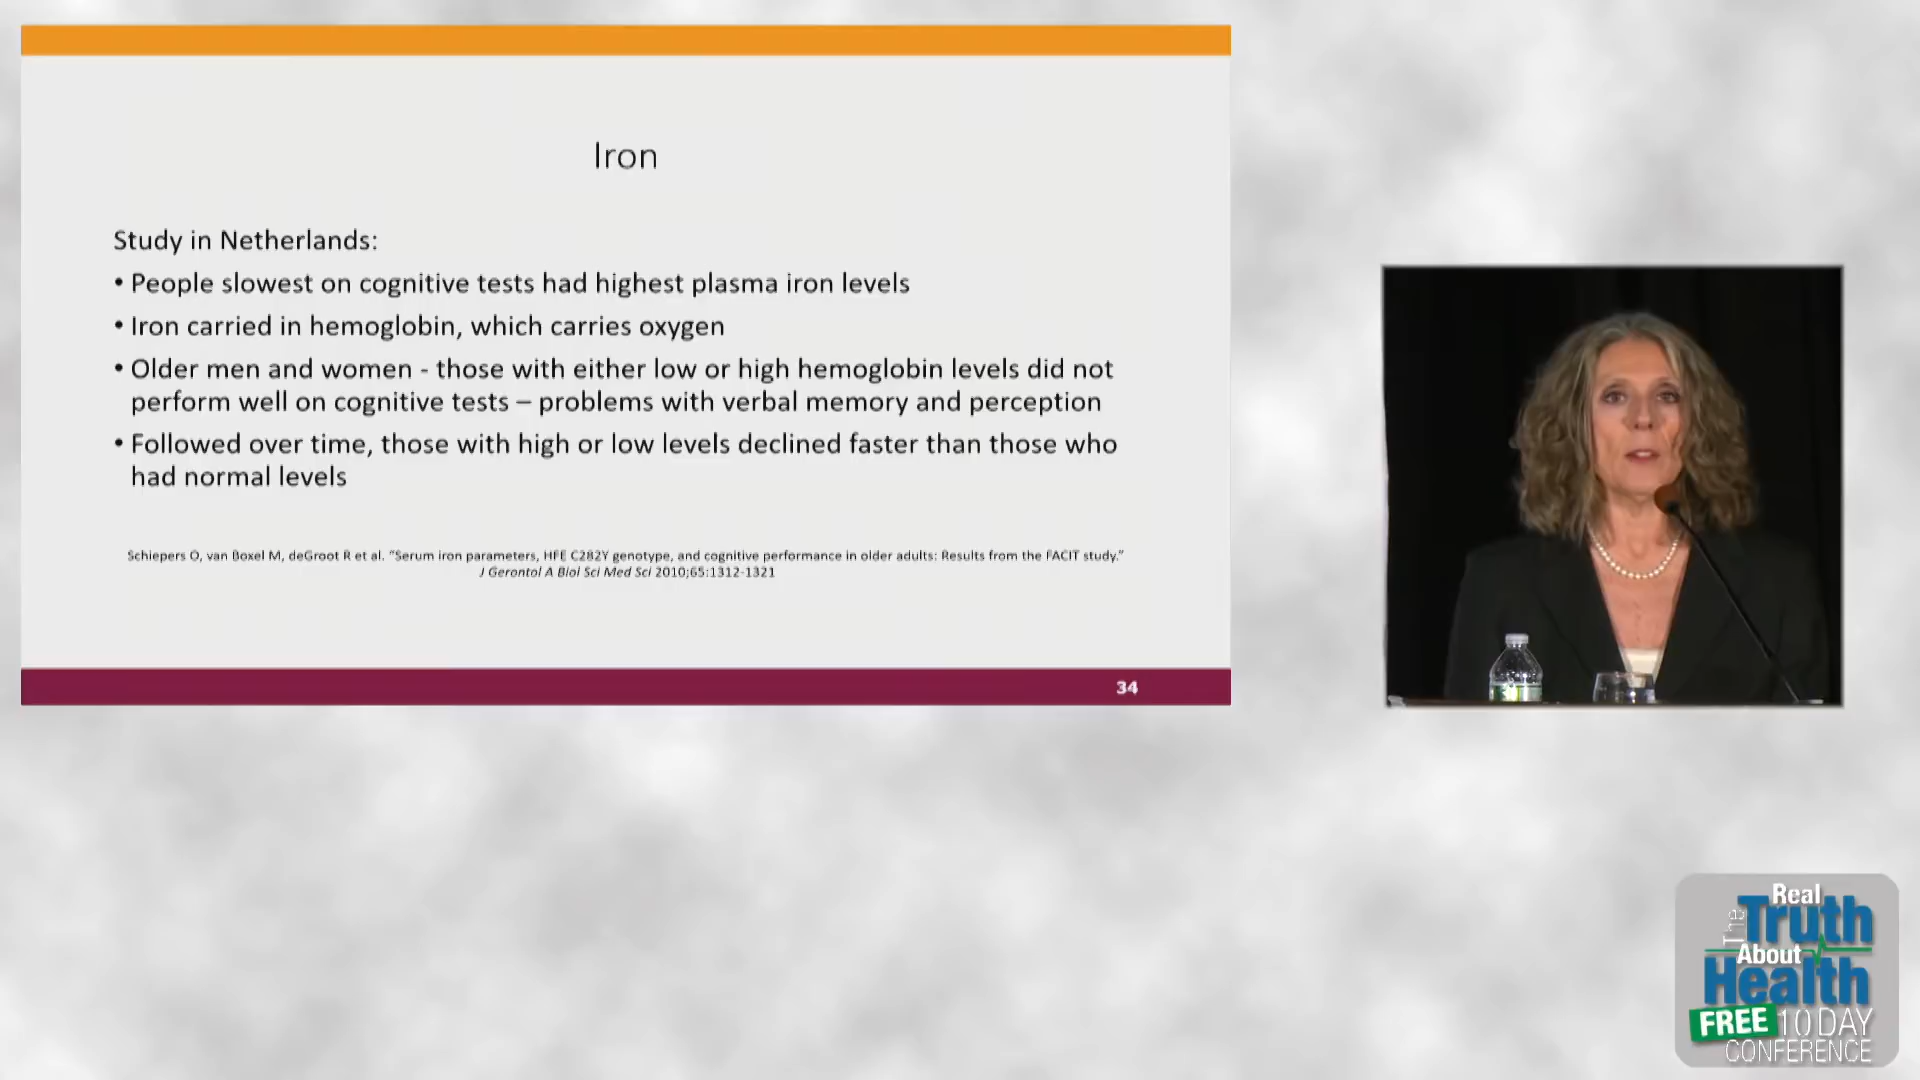 Iron
Study in Netherlands:
• People slowest on cognitive tests had highest plasma iron levels
• Iron carried in hemoglobin, which carries oxygen
• Older men and women - those with either low or high hemoglobin levels did not
perform well on cognitive tests – problems with verbal memory and perception
• Followed over time, those with high or low levels declined faster than those who
had normal levels
Schiepers O, van Boxel M, deGroot R et al. "Serum iron parameters, HFE C282Y genotype, and cognitive performance in older adults: Results from the FACIT study."
J Gerontol A Biol Sci Med Sci 2010;65:1312-1321
34
The Real
Truth
About
Health
FREE 10 DAY
CONFERENCE